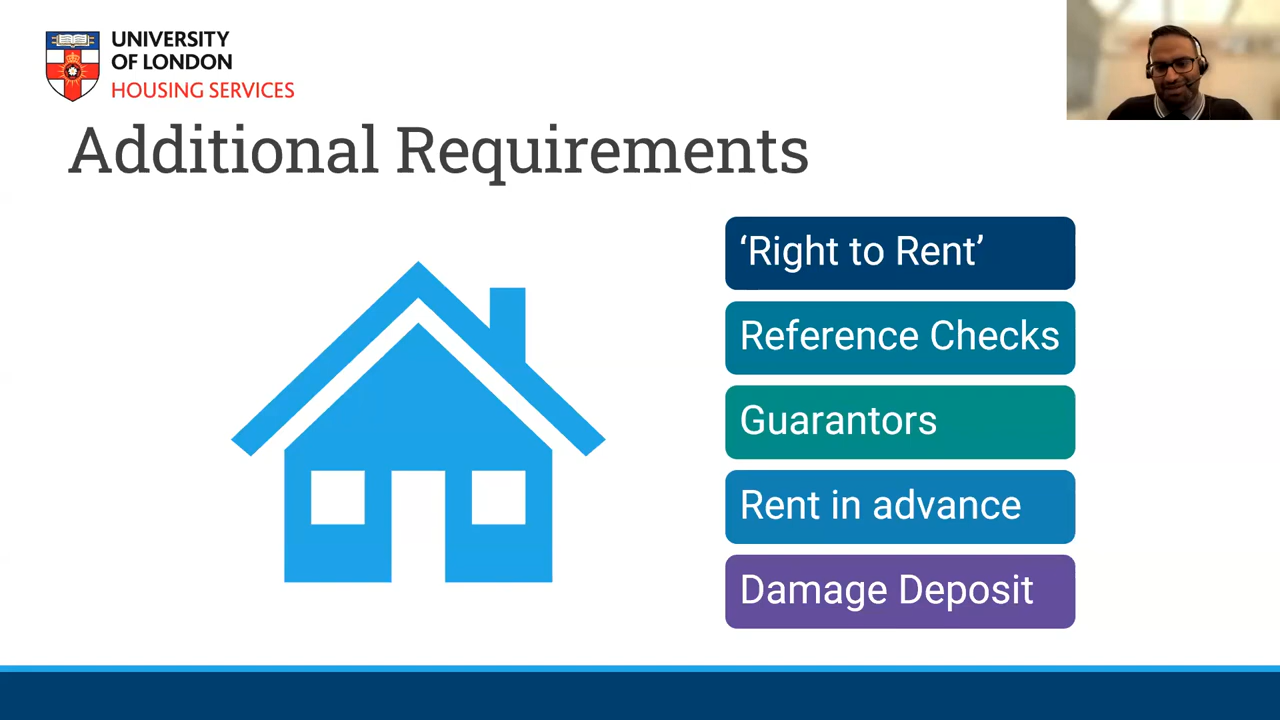 UNIVERSITY
OF LONDON
HOUSING SERVICES
Additional Requirements
‘Right to Rent’
Reference Checks
Guarantors
Rent in advance
Damage Deposit